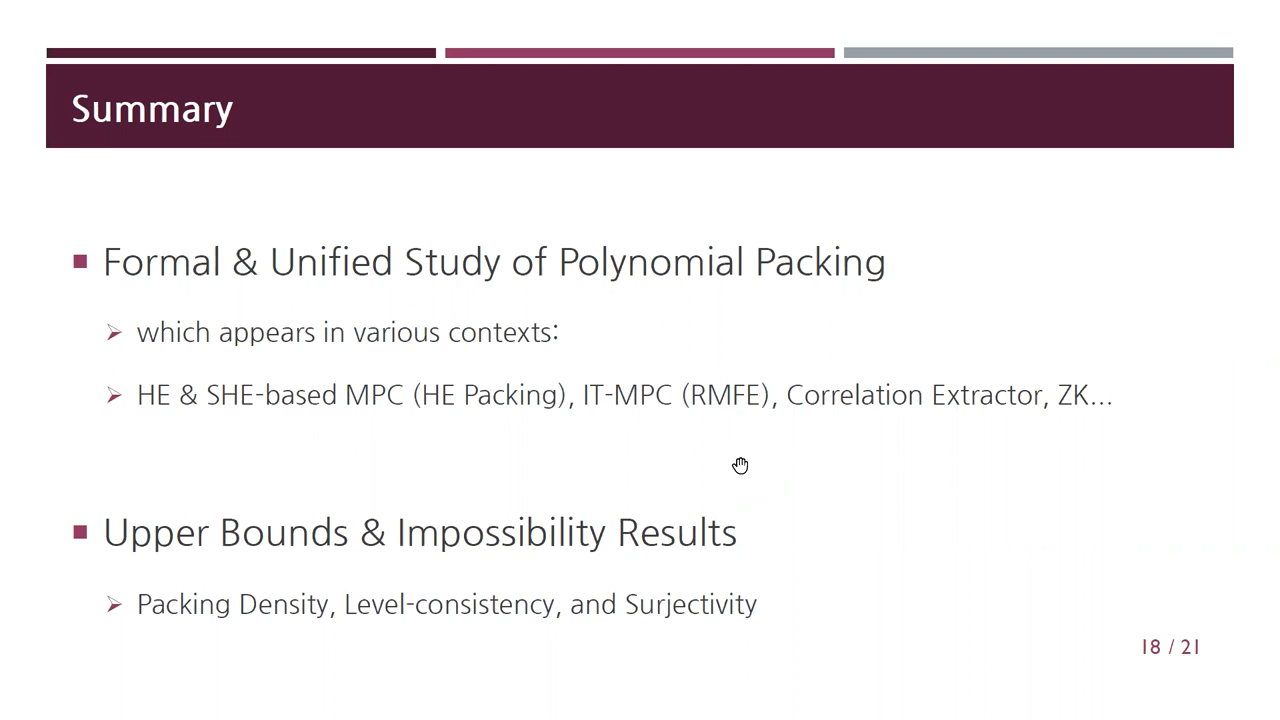 Summary
Formal & Unified Study of Polynomial Packing
which appears in various contexts:
HE & SHE-based MPC (HE Packing), IT-MPC (RMFE), Correlation Extractor, ZK...
Upper Bounds & Impossibility Results
Packing Density, Level-consistency, and Surjectivity
18 / 21